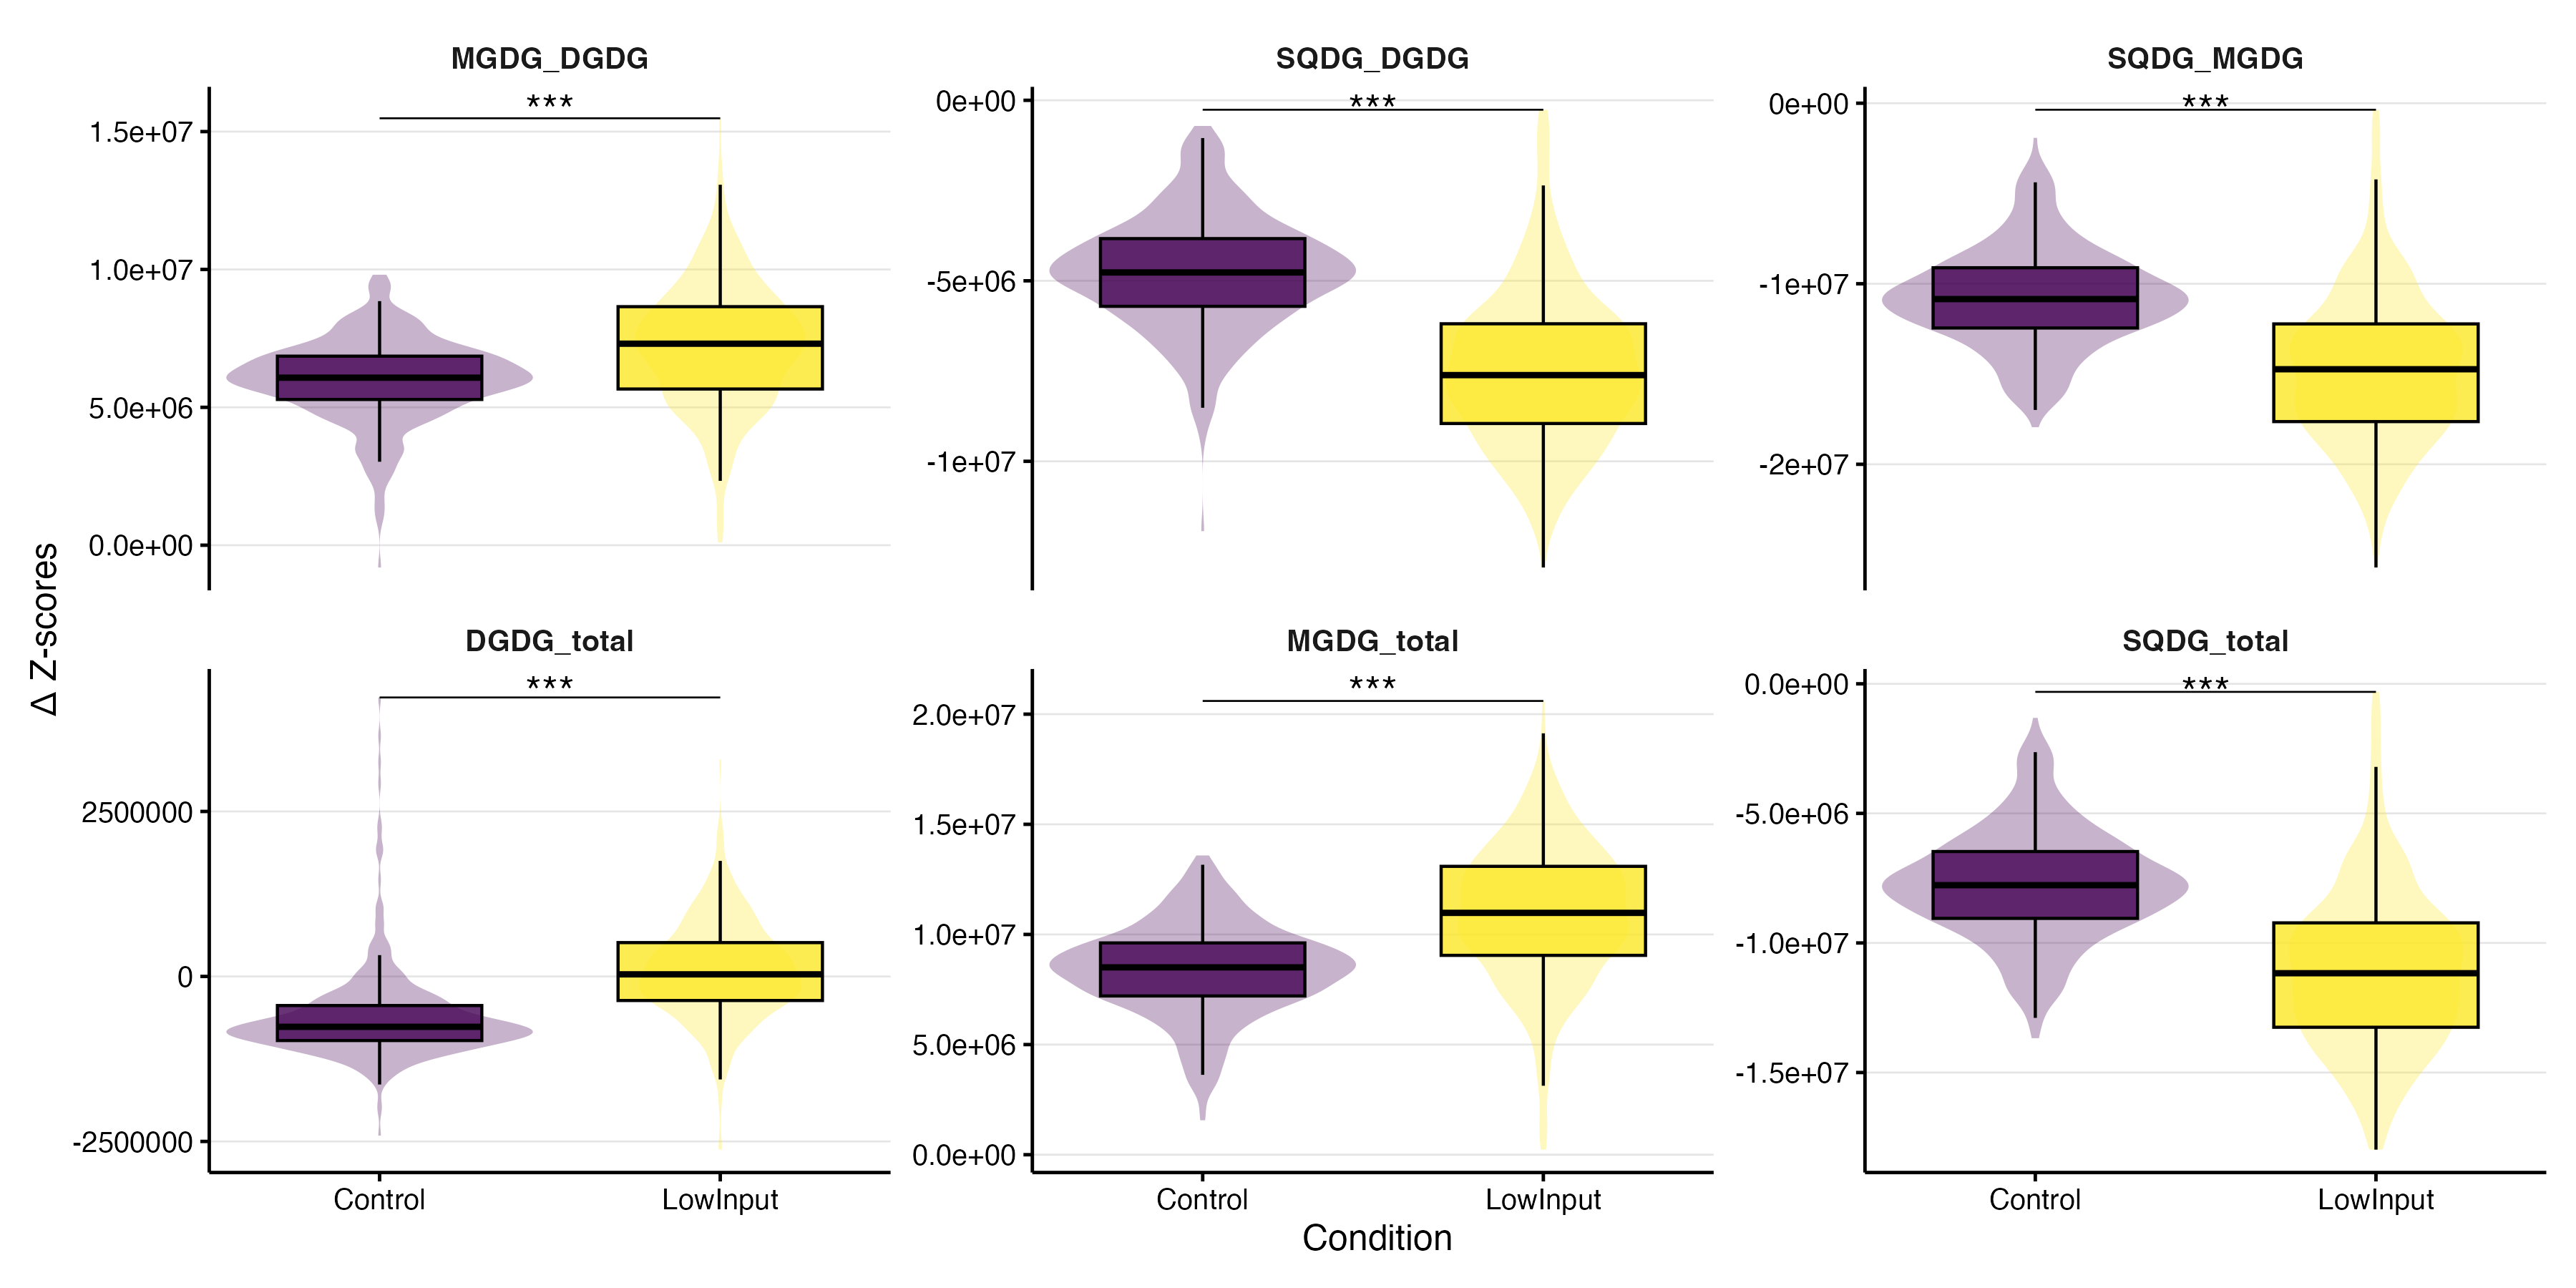 MGDG_DGDG
SQDG_DGDG
SQDG_MGDG
***
***
***
1.5e+07
1.0e+07
5.0e+06
0.0e+00
0e+00
-5e+06
-1e+07
0e+00
-1e+07
-2e+07
DGDG_total
MGDG_total
SQDG_total
***
***
***
2500000
0
-2500000
2.0e+07
1.5e+07
1.0e+07
5.0e+06
0.0e+00
0.0e+00
-5.0e+06
-1.0e+07
-1.5e+07
Δ Z-scores
Control
LowInput
Control
LowInput
Control
LowInput
Condition